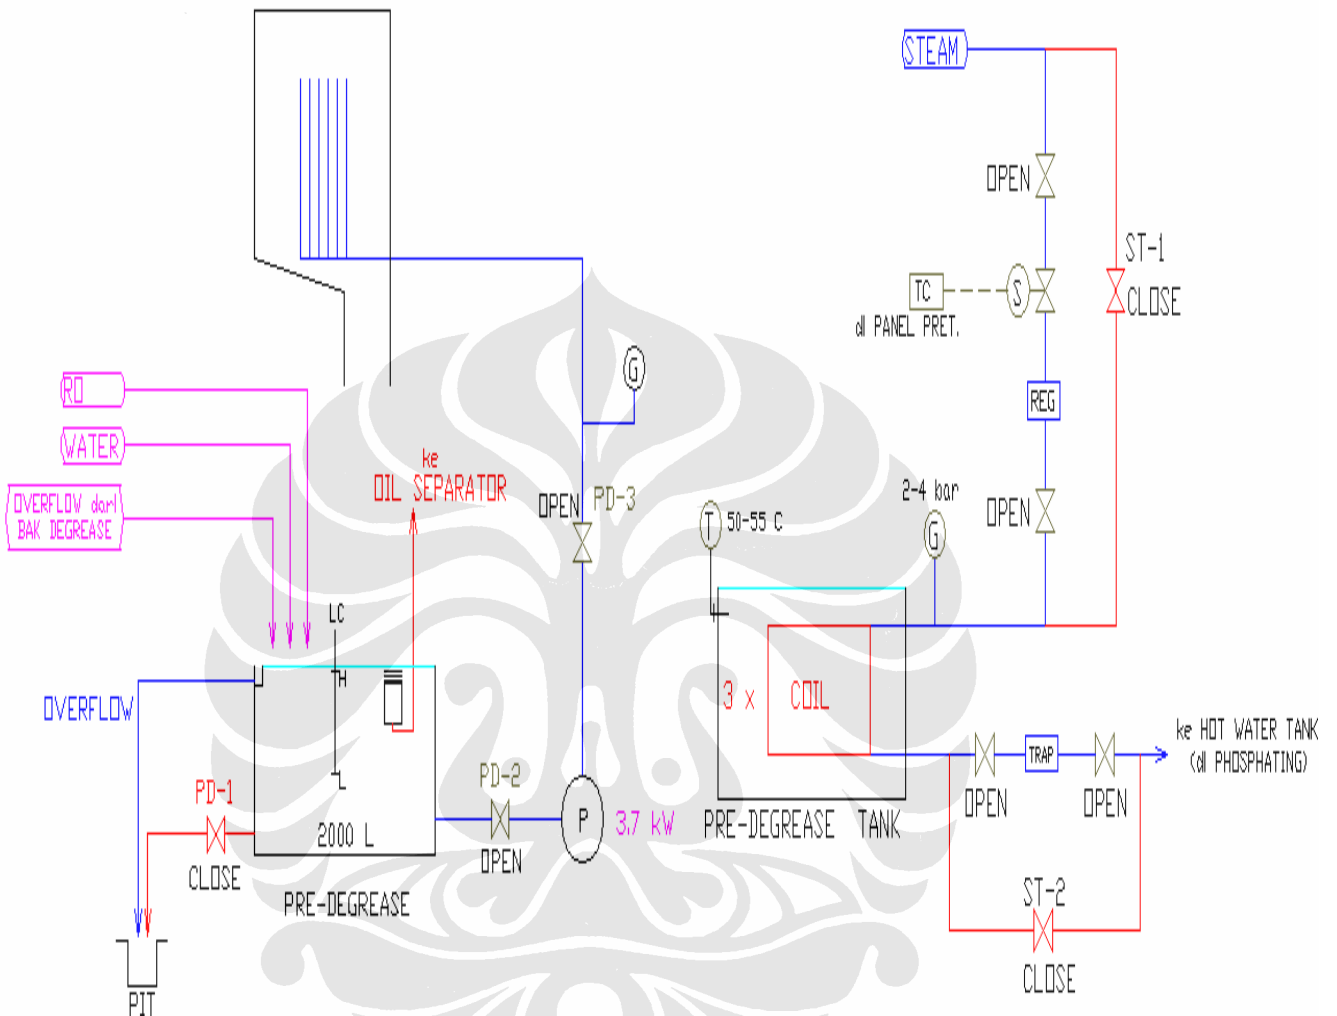 STEAM
OPEN
ST-1
CLOSE
TC
S
dl PANEL PRET.
REG
G
RO
WATER
OVERFLOW dari
BAK DEGREASE
ke
OIL SEPARATOR
OPEN
PD-3
T
50-55 C
2-4 bar
G
OPEN
LC
H
L
OVERFLOW
3 x COIL
PD-1
CLOSE
2000 L
PD-2
OPEN
P
3.7 kW
PRE-DEGREASE TANK
OPEN
TRAP
OPEN
ke HOT WATER TANK
(dl PHOSPHATING)
PRE-DEGREASE
ST-2
CLOSE
PIT